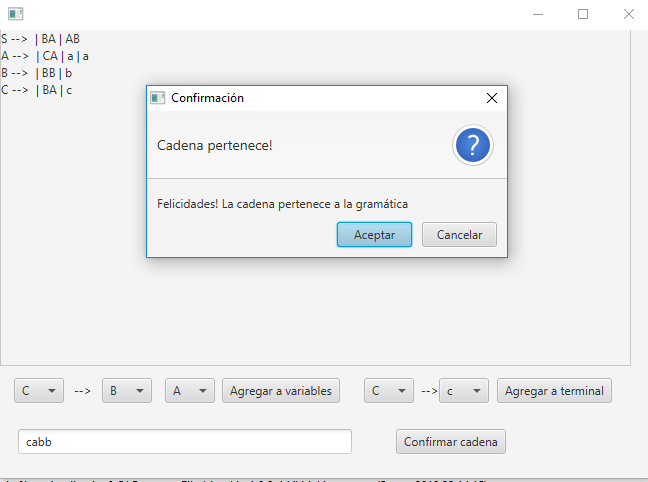 S --> | BA | AB
A --> | CA | a | a
B --> | BB | b
C --> | BA | c
Confirmación
Cadena pertenece!
Felicidades! La cadena pertenece a la gramática
Aceptar Cancelar
C --> B A Agregar a variables C --> c Agregar a terminal
cabb Confirmar cadena